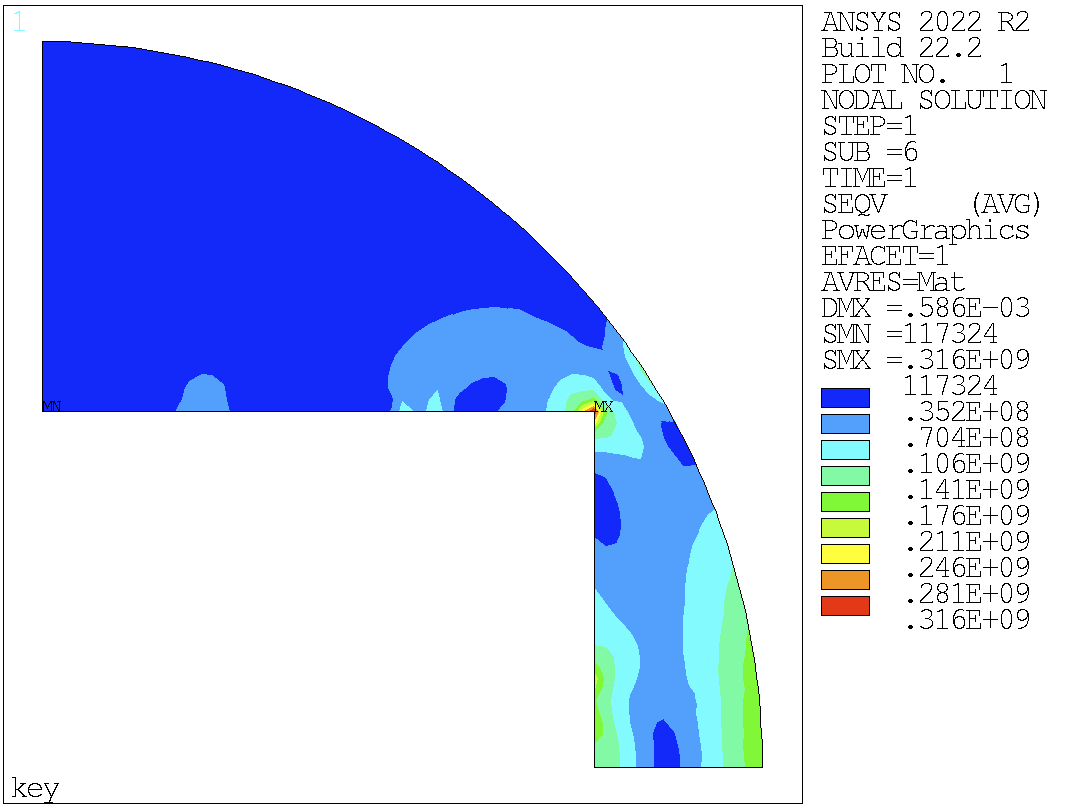 1
ANSYS 2022 R2
Build 22.2
PLOT NO.   1
NODAL SOLUTION
STEP=1
SUB =6
TIME=1
SEQV     (AVG)
PowerGraphics
EFACET=1
AVRES=Mat
DMX =.586E-03
SMN =117324
SMX =.316E+09
117324
.352E+08
.704E+08
.106E+09
.141E+09
.176E+09
.211E+09
.246E+09
.281E+09
.316E+09
MN
MX
key